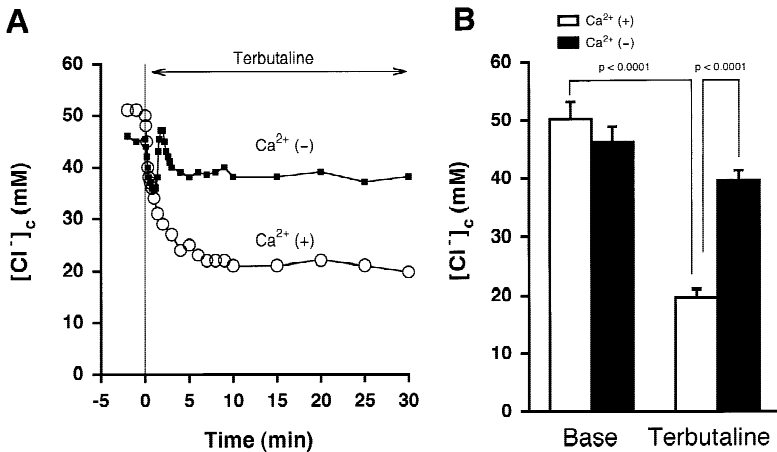 A
Terbutaline
60
50
40
30
20
10
0
[Cl⁻]c (mM)
Ca²⁺ (−)
Ca²⁺ (+)
-5 0 5 10 15 20 25 30
Time (min)
B
Ca²⁺ (+)
Ca²⁺ (−)
p < 0.0001 p < 0.0001
60
50
40
30
20
10
0
[Cl⁻]c (mM)
Base Terbutaline